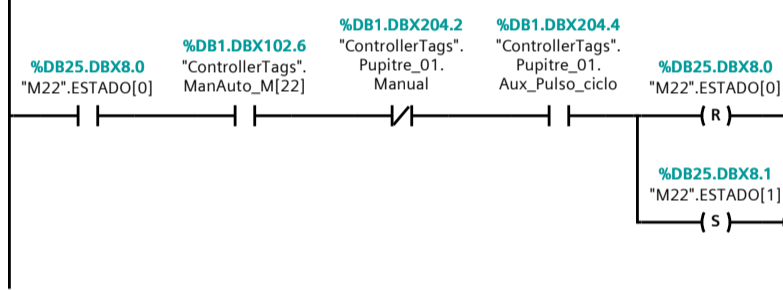 %DB25.DBX8.0
"M22".ESTADO[0]
%DB1.DBX102.6
"ControllerTags".
ManAuto_M[22]
%DB1.DBX204.2
"ControllerTags".
Pupitre_01.
Manual
%DB1.DBX204.4
"ControllerTags".
Pupitre_01.
Aux_Pulso_ciclo
%DB25.DBX8.0
"M22".ESTADO[0]
R
%DB25.DBX8.1
"M22".ESTADO[1]
S